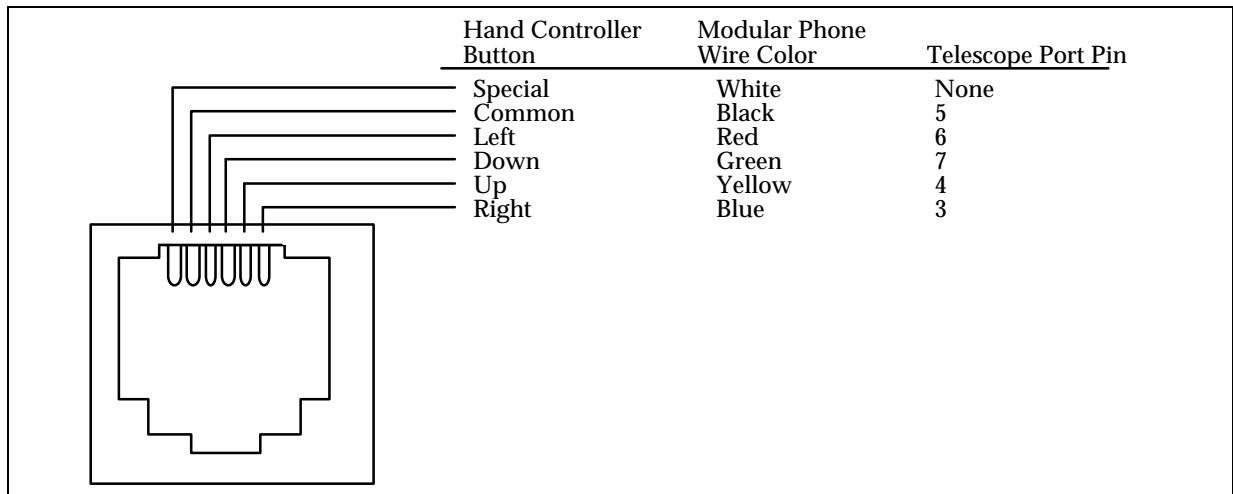 Hand Controller Modular Phone
Button Wire Color Telescope Port Pin
Special White None
Common Black 5
Left Red 6
Down Green 7
Up Yellow 4
Right Blue 3